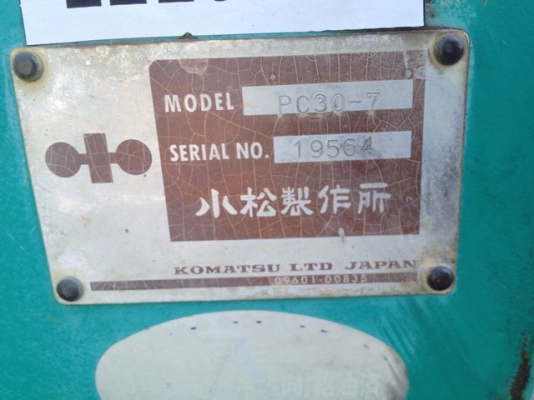 MODEL PC30-7
SERIAL NO. 19564
小松製作所
KOMATSU LTD. JAPAN
09601-00835